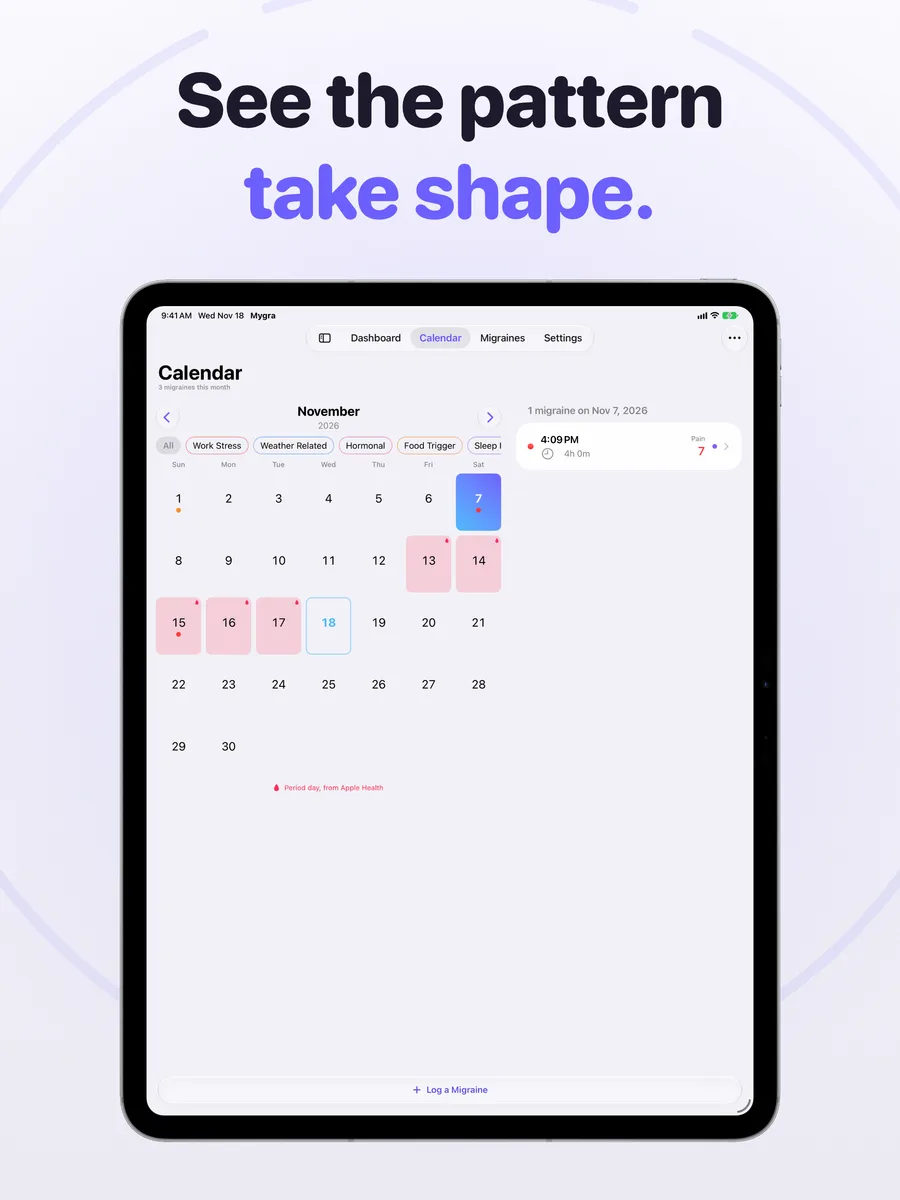 See the pattern
take shape.
9:41 AM Wed Nov 18 Mygra
Dashboard Calendar Migraines Settings
Calendar
3 migraines this month
November
2026
All Work Stress Weather Related Hormonal Food Trigger Sleep
Sun Mon Tue Wed Thu Fri Sat
1 2 3 4 5 6 7
8 9 10 11 12 13 14
15 16 17 18 19 20 21
22 23 24 25 26 27 28
29 30
Period day, from Apple Health
1 migraine on Nov 7, 2026
4:09 PM
4h 0m
Pain
7
+ Log a Migraine